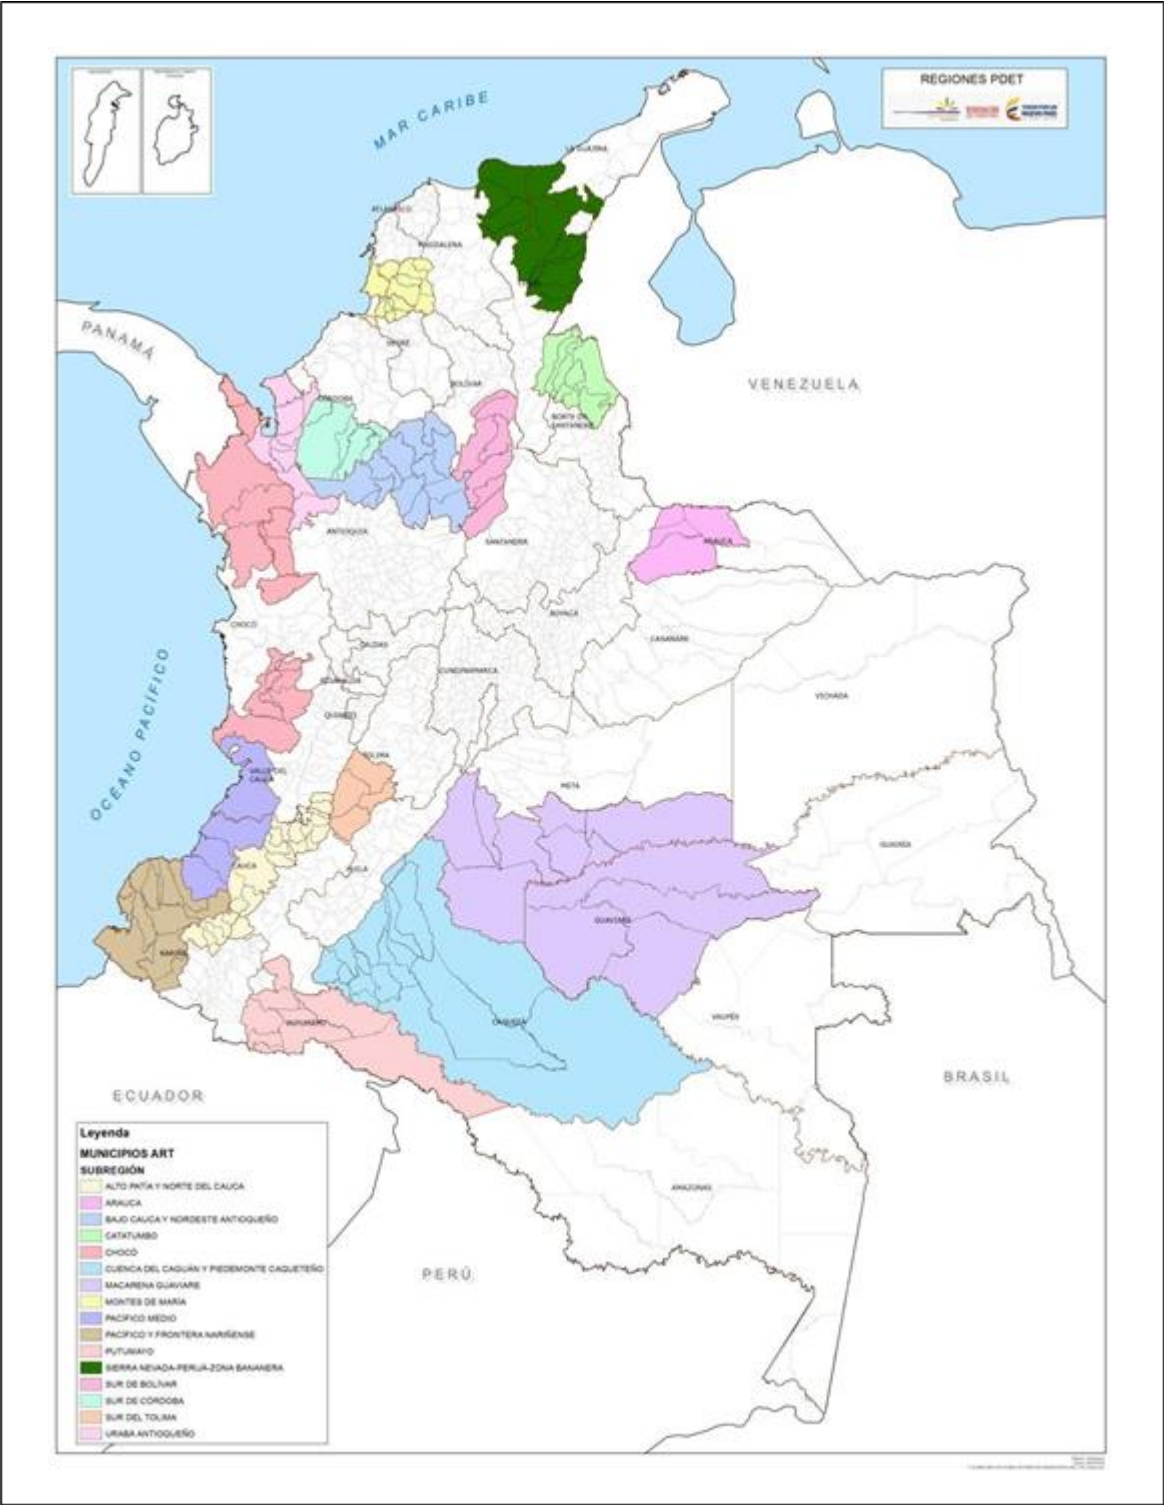 REGIONES PDET
MAR CARIBE
LA GUAJIRA
ATLÁNTICO
MAGDALENA
PANAMÁ
SUCRE
BOLÍVAR
VENEZUELA
CÓRDOBA
NORTE DE
SANTANDER
ANTIOQUIA
SANTANDER
ARAUCA
CHOCÓ
BOYACÁ
CASANARE
CALDAS
CUNDINAMARCA
VICHADA
QUINDÍO
OCÉANO PACÍFICO
TOLIMA
VALLE DEL
CAUCA
META
GUAINÍA
CAUCA
HUILA
GUAVIARE
NARIÑO
VAUPÉS
PUTUMAYO
CAQUETÁ
BRASIL
ECUADOR
AMAZONAS
PERÚ
Leyenda
MUNICIPIOS ART
SUBREGIÓN
ALTO PATÍA Y NORTE DEL CAUCA
ARAUCA
BAJO CAUCA Y NORDESTE ANTIOQUEÑO
CATATUMBO
CHOCÓ
CUENCA DEL CAGUÁN Y PIEDEMONTE CAQUETEÑO
MACARENA GUAVIARE
MONTES DE MARÍA
PACÍFICO MEDIO
PACÍFICO Y FRONTERA NARIÑENSE
PUTUMAYO
SIERRA NEVADA-PERIJÁ-ZONA BANANERA
SUR DE BOLÍVAR
SUR DE CÓRDOBA
SUR DEL TOLIMA
URABÁ ANTIOQUEÑO